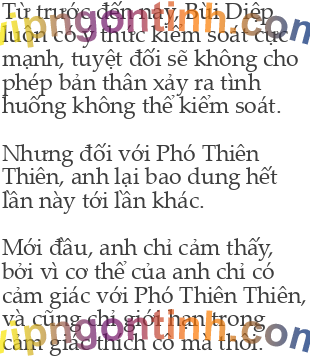 Từ trước đến nay, Bùi Diệp
luôn có ý thức kiểm soát cực
mạnh, tuyệt đối sẽ không cho
phép bản thân xảy ra tình
huống không thể kiểm soát.
Nhưng đối với Phó Thiên
Thiên, anh lại bao dung hết
lần này tới lần khác.
Mới đầu, anh chỉ cảm thấy,
bởi vì cơ thể của anh chỉ có
cảm giác với Phó Thiên Thiên,
và cũng chỉ giới hạn trong
cảm giác thích cô mà thôi.